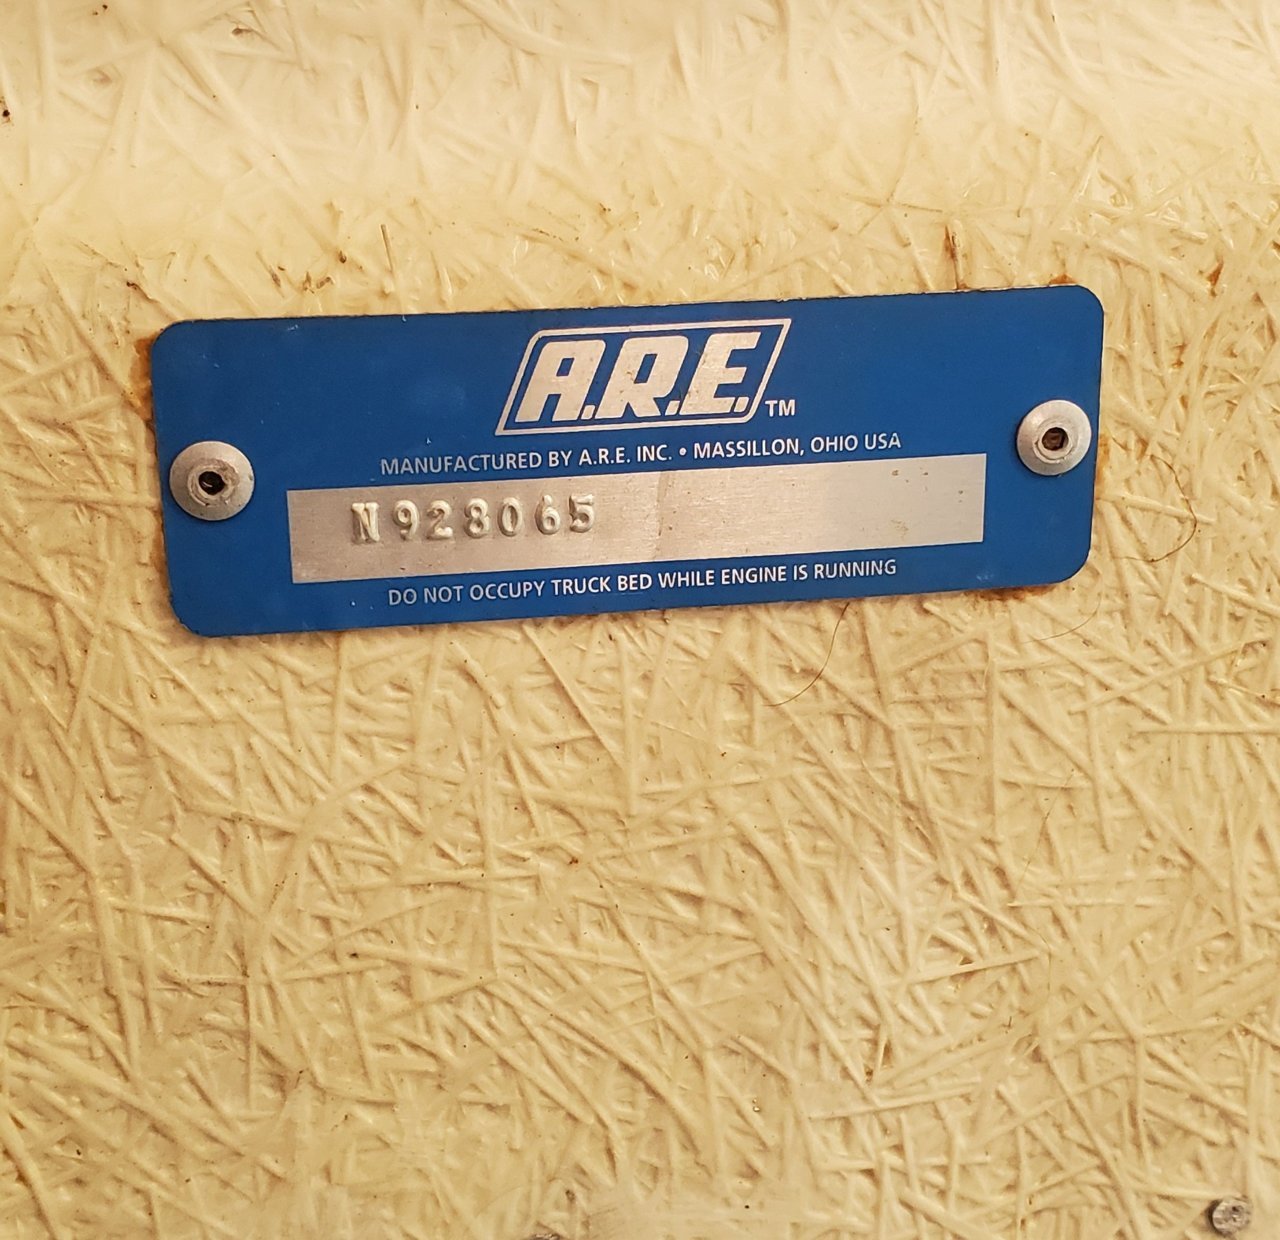 A.R.E.™
MANUFACTURED BY A.R.E. INC. • MASSILLON, OHIO USA
N928065
DO NOT OCCUPY TRUCK BED WHILE ENGINE IS RUNNING